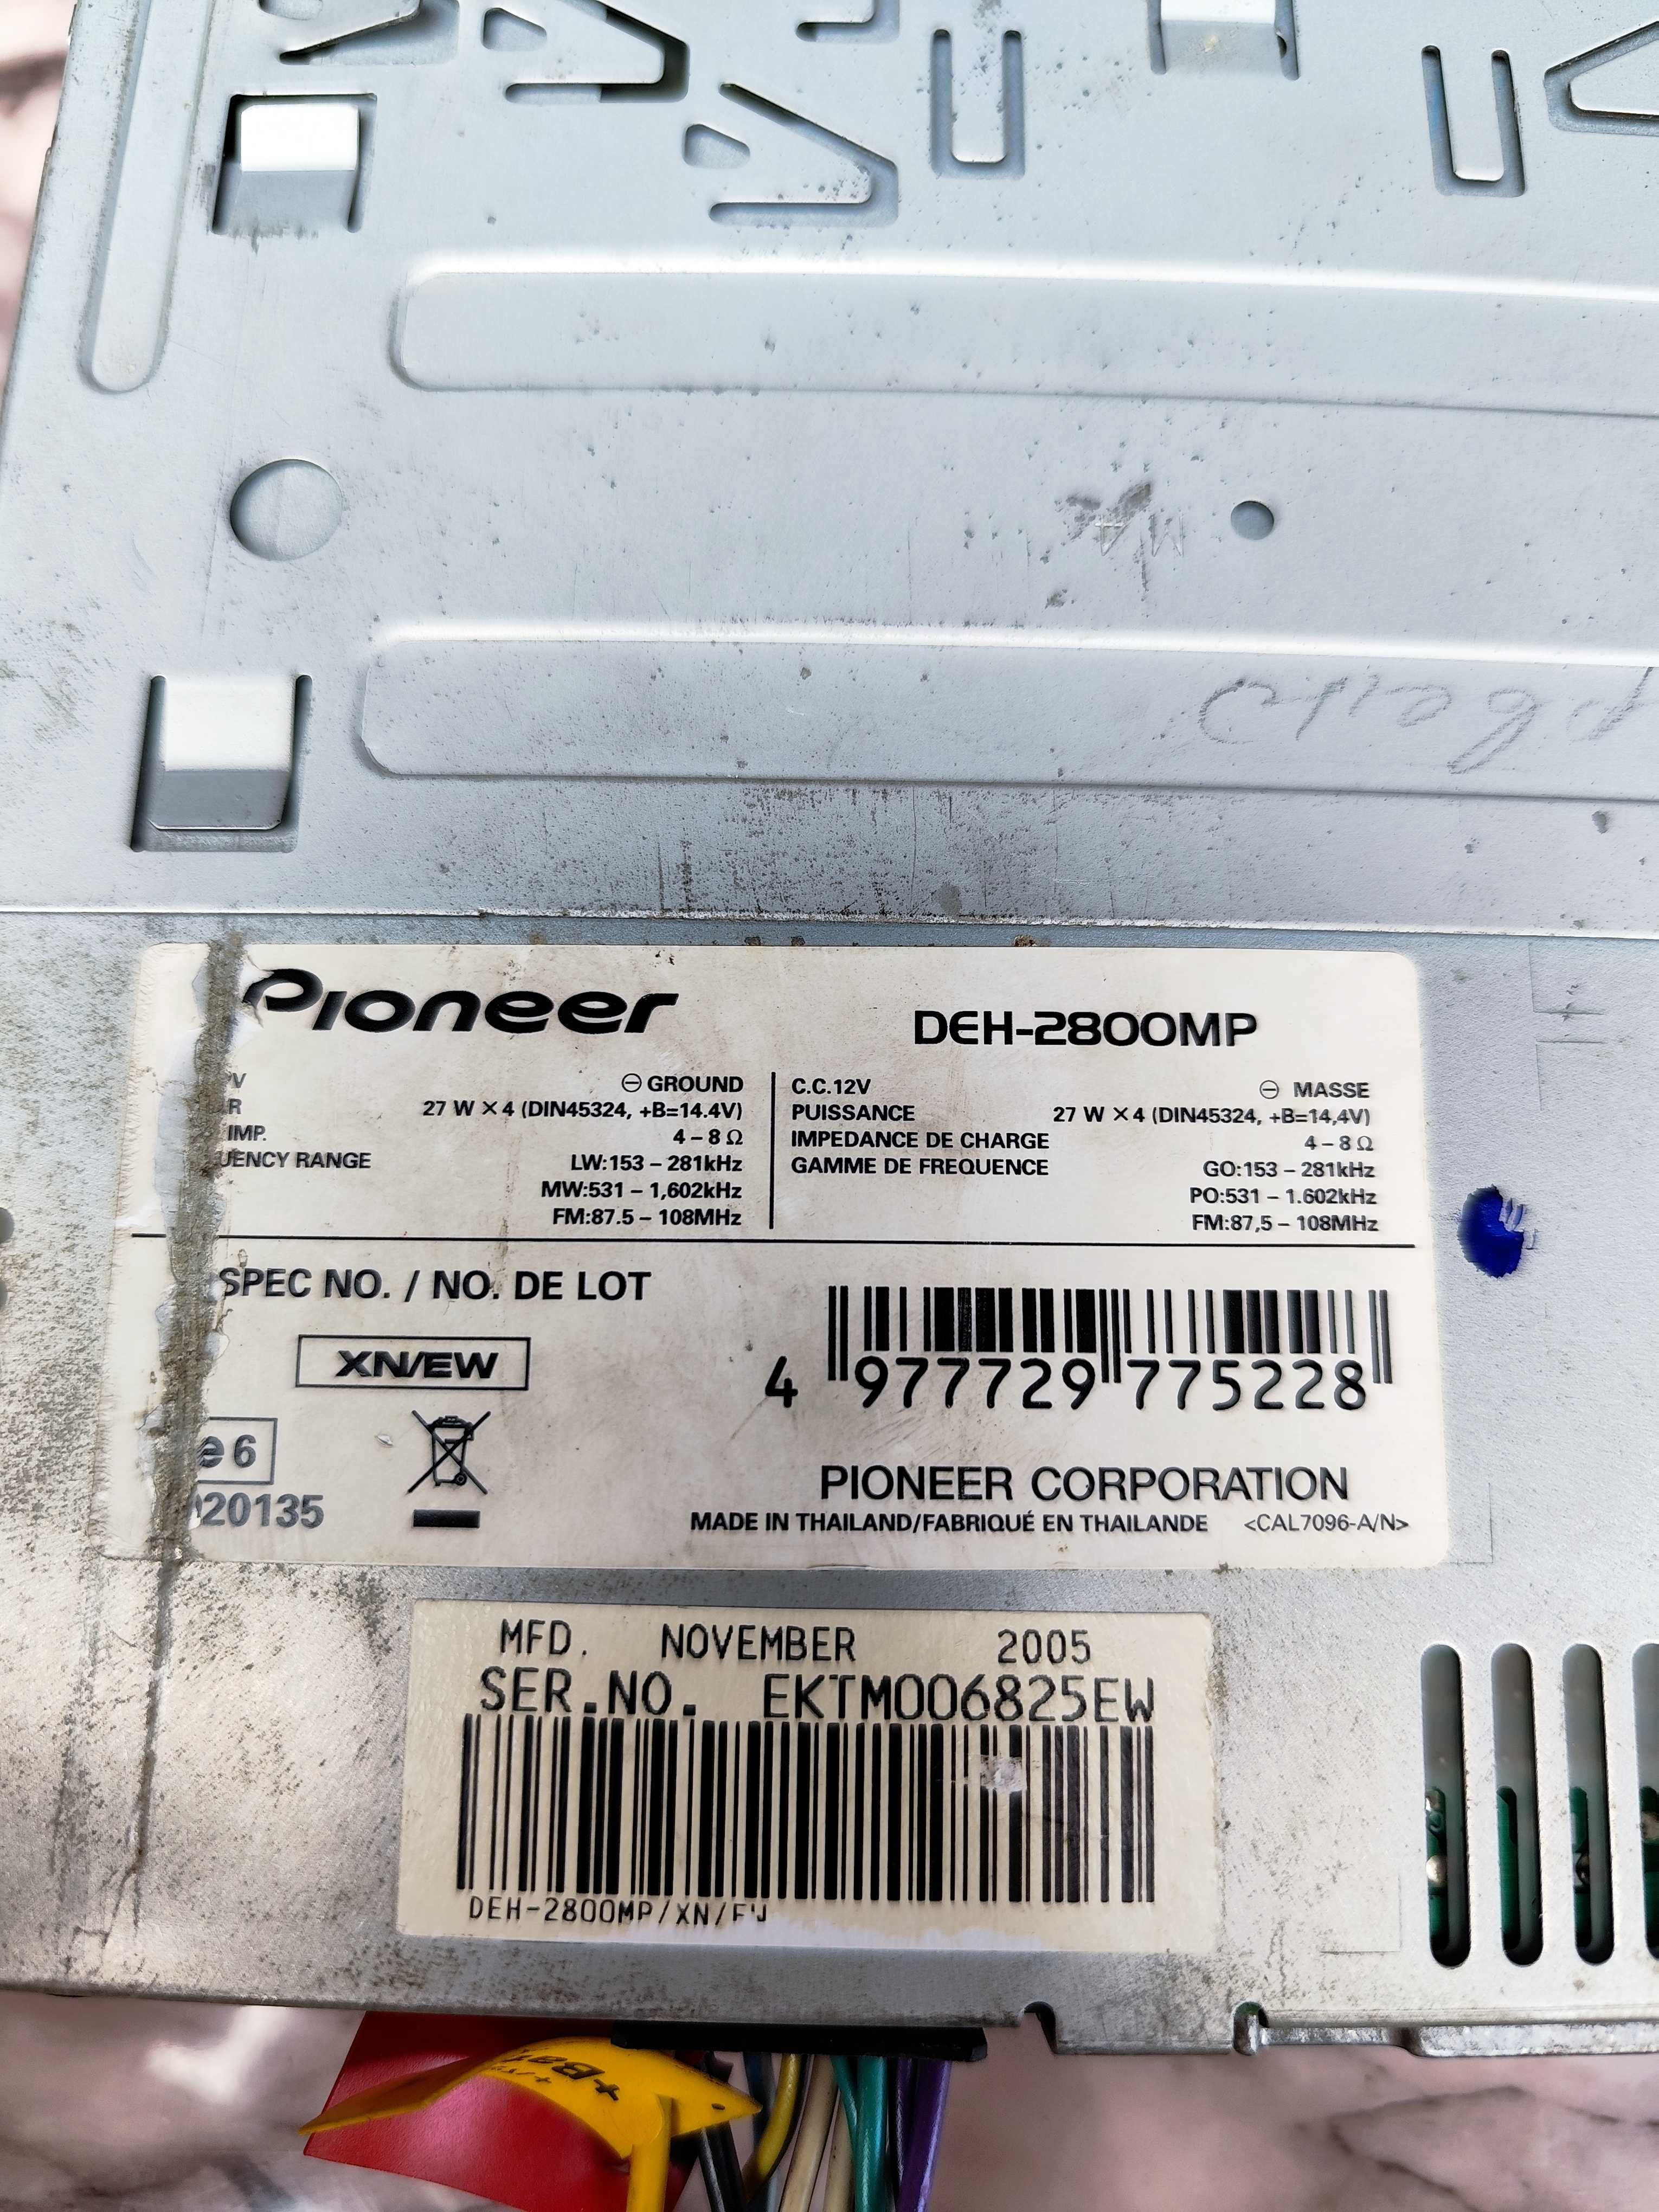 Pioneer DEH-2800MP
V ⊖ GROUND
R 27 W × 4 (DIN45324, +B=14.4V)
IMP. 4 – 8 Ω
UENCY RANGE LW:153 – 281kHz
MW:531 – 1,602kHz
FM:87.5 – 108MHz
C.C.12V ⊖ MASSE
PUISSANCE 27 W × 4 (DIN45324, +B=14,4V)
IMPEDANCE DE CHARGE 4 – 8 Ω
GAMME DE FREQUENCE GO:153 – 281kHz
PO:531 – 1.602kHz
FM:87,5 – 108MHz
SPEC NO. / NO. DE LOT
XN/EW
4 977729 775228
e6
20135
PIONEER CORPORATION
MADE IN THAILAND/FABRIQUÉ EN THAILANDE <CAL7096-A/N>
MFD. NOVEMBER 2005
SER.NO. EKTM006825EW
DEH-2800MP/XN/EW
+Bat